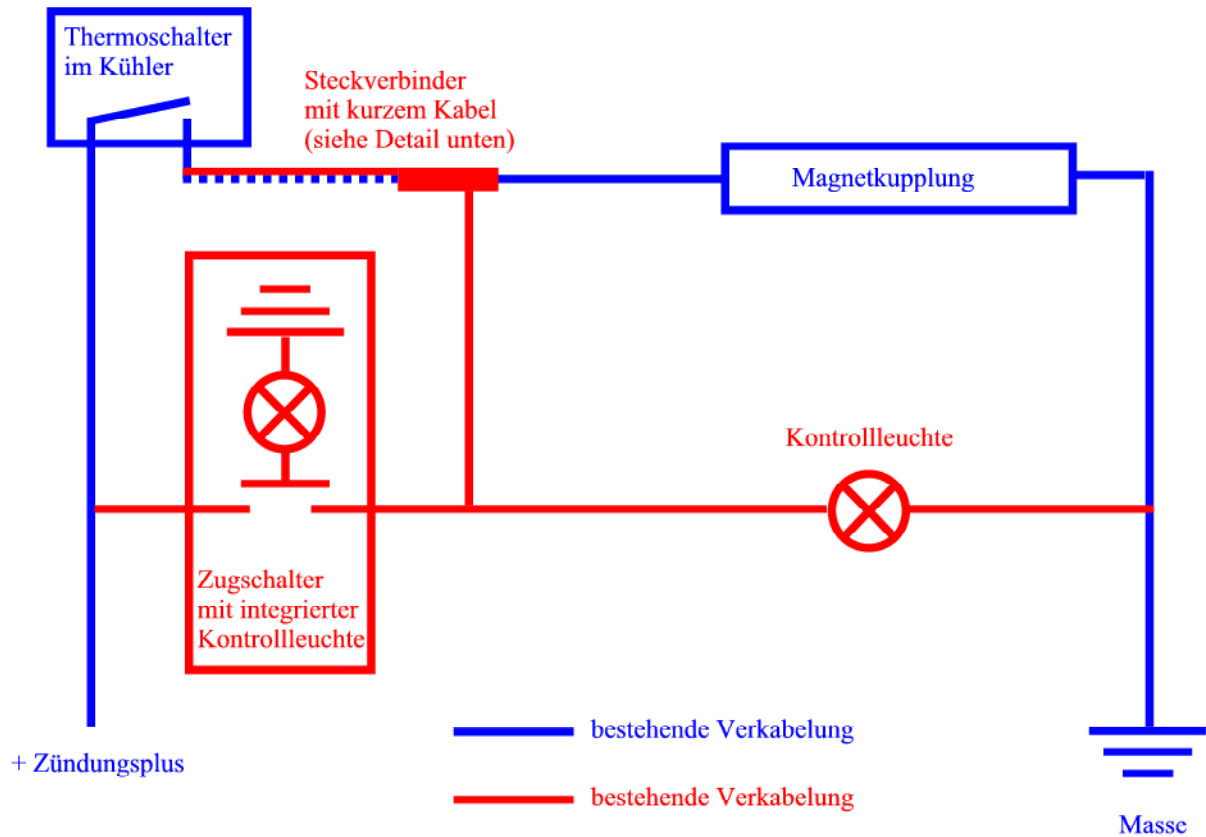 Thermoschalter
im Kühler
Steckverbinder
mit kurzem Kabel
(siehe Detail unten)
Magnetkupplung
Kontrollleuchte
Zugschalter
mit integrierter
Kontrollleuchte
bestehende Verkabelung
+ Zündungsplus
bestehende Verkabelung
Masse